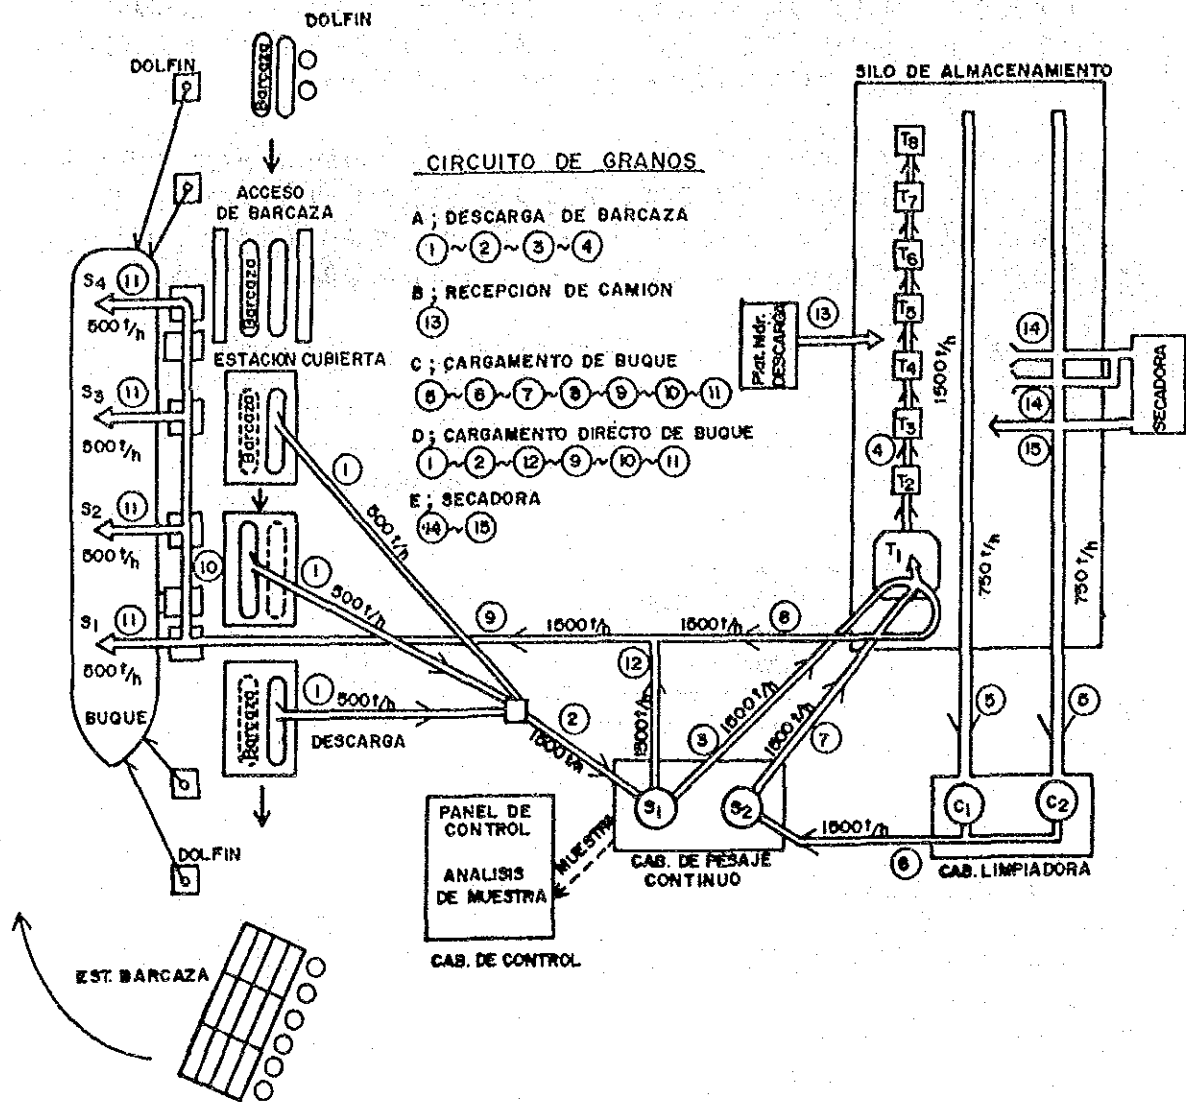 DOLFIN
DOLFIN
Barcaza
SILO DE ALMACENAMIENTO
CIRCUITO DE GRANOS
ACCESO
DE BARCAZA
A ; DESCARGA DE BARCAZA
1 ~ 2 ~ 3 ~ 4
B ; RECEPCION DE CAMION
13
C ; CARGAMENTO DE BUQUE
5 ~ 6 ~ 7 ~ 8 ~ 9 ~ 10 ~ 11
D ; CARGAMENTO DIRECTO DE BUQUE
1 ~ 2 ~ 12 ~ 9 ~ 10 ~ 11
E ; SECADORA
14 ~ 15
Barcaza
ESTACION CUBIERTA
Barcaza
Barcaza
Barcaza
S4 11
500 t/h
S3 11
500 t/h
S2 11
500 t/h
S1 11
500 t/h
BUQUE
10
1
500 t/h
1
500 t/h
1
500 t/h
DESCARGA
2
1500 t/h
9
1500 t/h
1500 t/h
8
12
1500 t/h
3
1500 t/h
7
1500 t/h
T8
T7
T6
T5
T4
T3
T2
T1
4
13
DESCARGA
1500 t/h
750 t/h
750 t/h
14
14
15
SECADORA
5
5
S1
S2
C1
C2
1500 t/h
6
CAB. DE PESAJE
CONTINUO
CAB. LIMPIADORA
MUESTRA
PANEL DE
CONTROL
ANALISIS
DE MUESTRA
CAB. DE CONTROL
DOLFIN
EST. BARCAZA